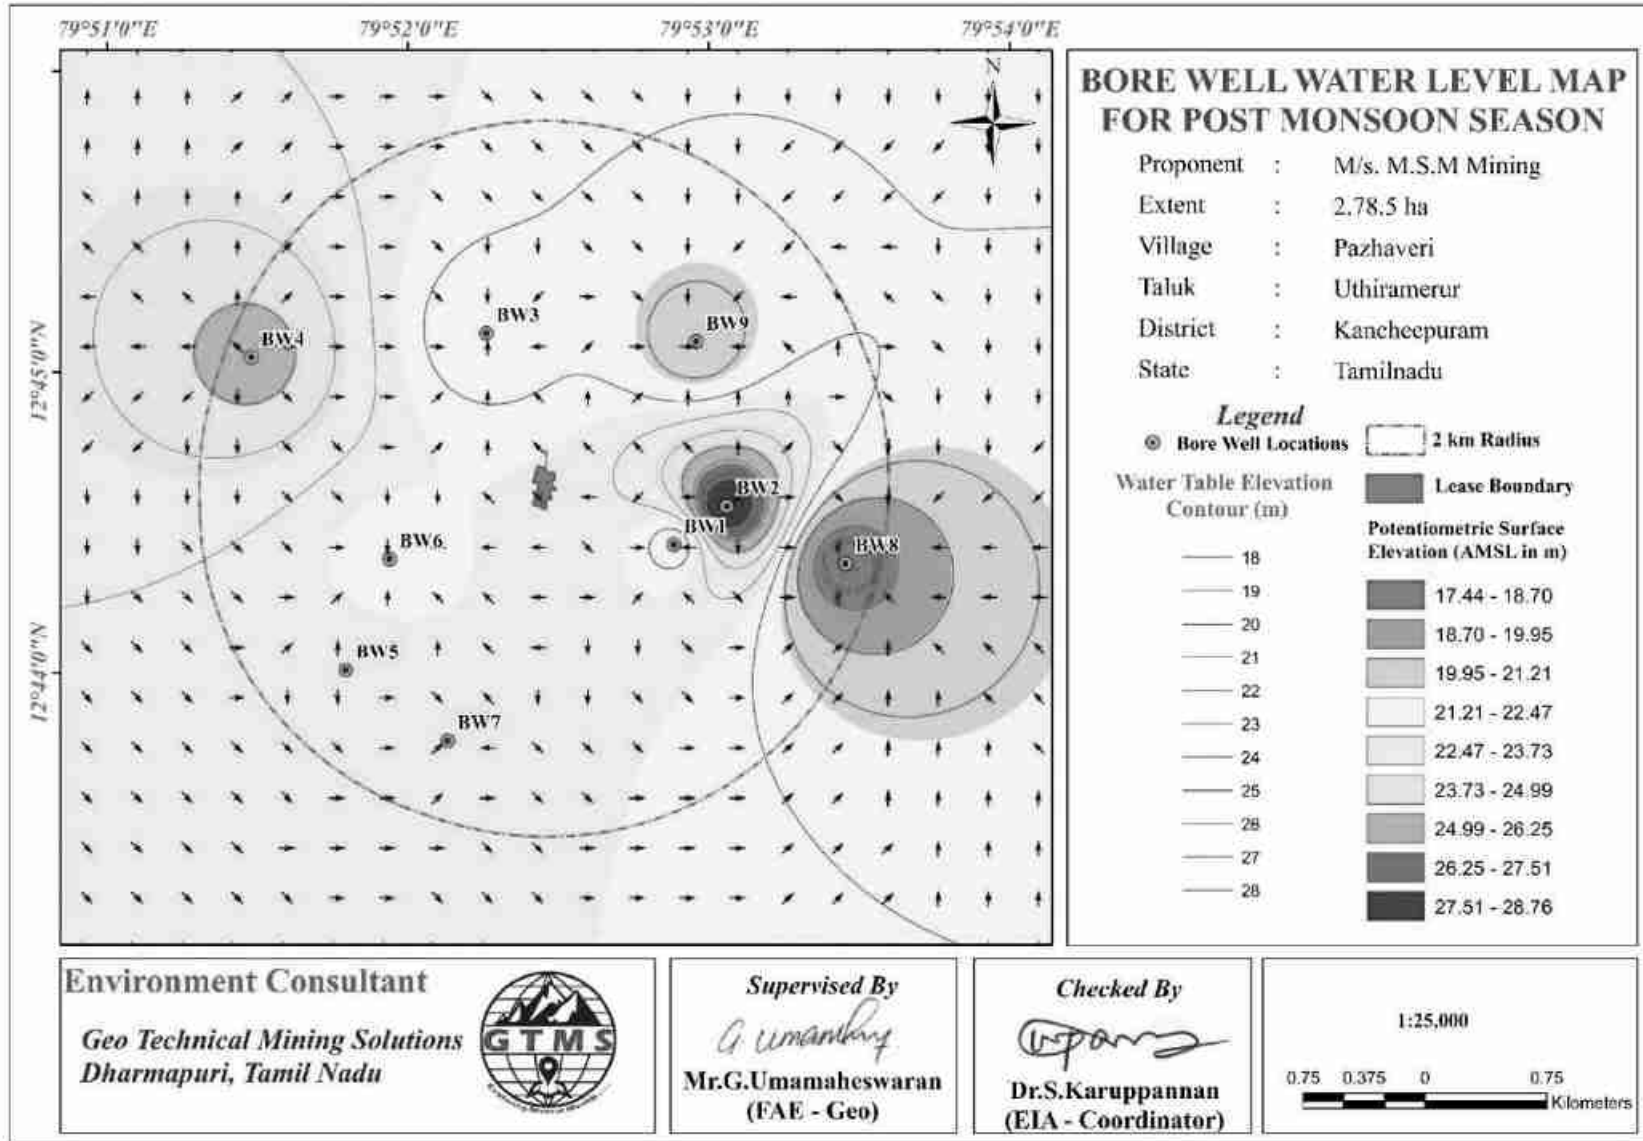 79°51'0"E 79°52'0"E 79°53'0"E 79°54'0"E
N
12°45'0"N
12°44'0"N
BW3
BW9
BW4
BW2
BW1
BW8
BW6
BW5
BW7
BORE WELL WATER LEVEL MAP
FOR POST MONSOON SEASON
Proponent : M/s. M.S.M Mining
Extent : 2.78.5 ha
Village : Pazhaveri
Taluk : Uthiramerur
District : Kancheepuram
State : Tamilnadu
Legend
Bore Well Locations
2 km Radius
Lease Boundary
Water Table Elevation
Contour (m)
18
19
20
21
22
23
24
25
26
27
28
Potentiometric Surface
Elevation (AMSL in m)
17.44 - 18.70
18.70 - 19.95
19.95 - 21.21
21.21 - 22.47
22.47 - 23.73
23.73 - 24.99
24.99 - 26.25
26.25 - 27.51
27.51 - 28.76
Environment Consultant
Geo Technical Mining Solutions
Dharmapuri, Tamil Nadu
GTMS
Supervised By
Mr.G.Umamaheswaran
(FAE - Geo)
Checked By
Dr.S.Karuppannan
(EIA - Coordinator)
1:25,000
0.75 0.375 0 0.75
Kilometers